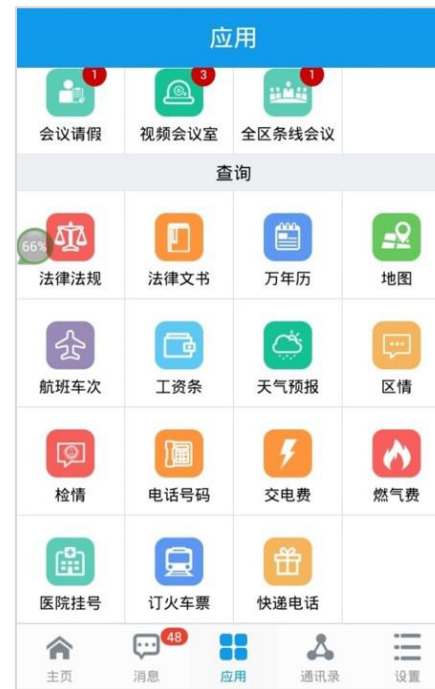 应用
1
3
1
会议请假 视频会议室 全区条线会议
查询
66%
法律法规 法律文书 万年历 地图
航班车次 工资条 天气预报 区情
检情 电话号码 交电费 燃气费
医院挂号 订火车票 快递电话
48
主页 消息 应用 通讯录 设置